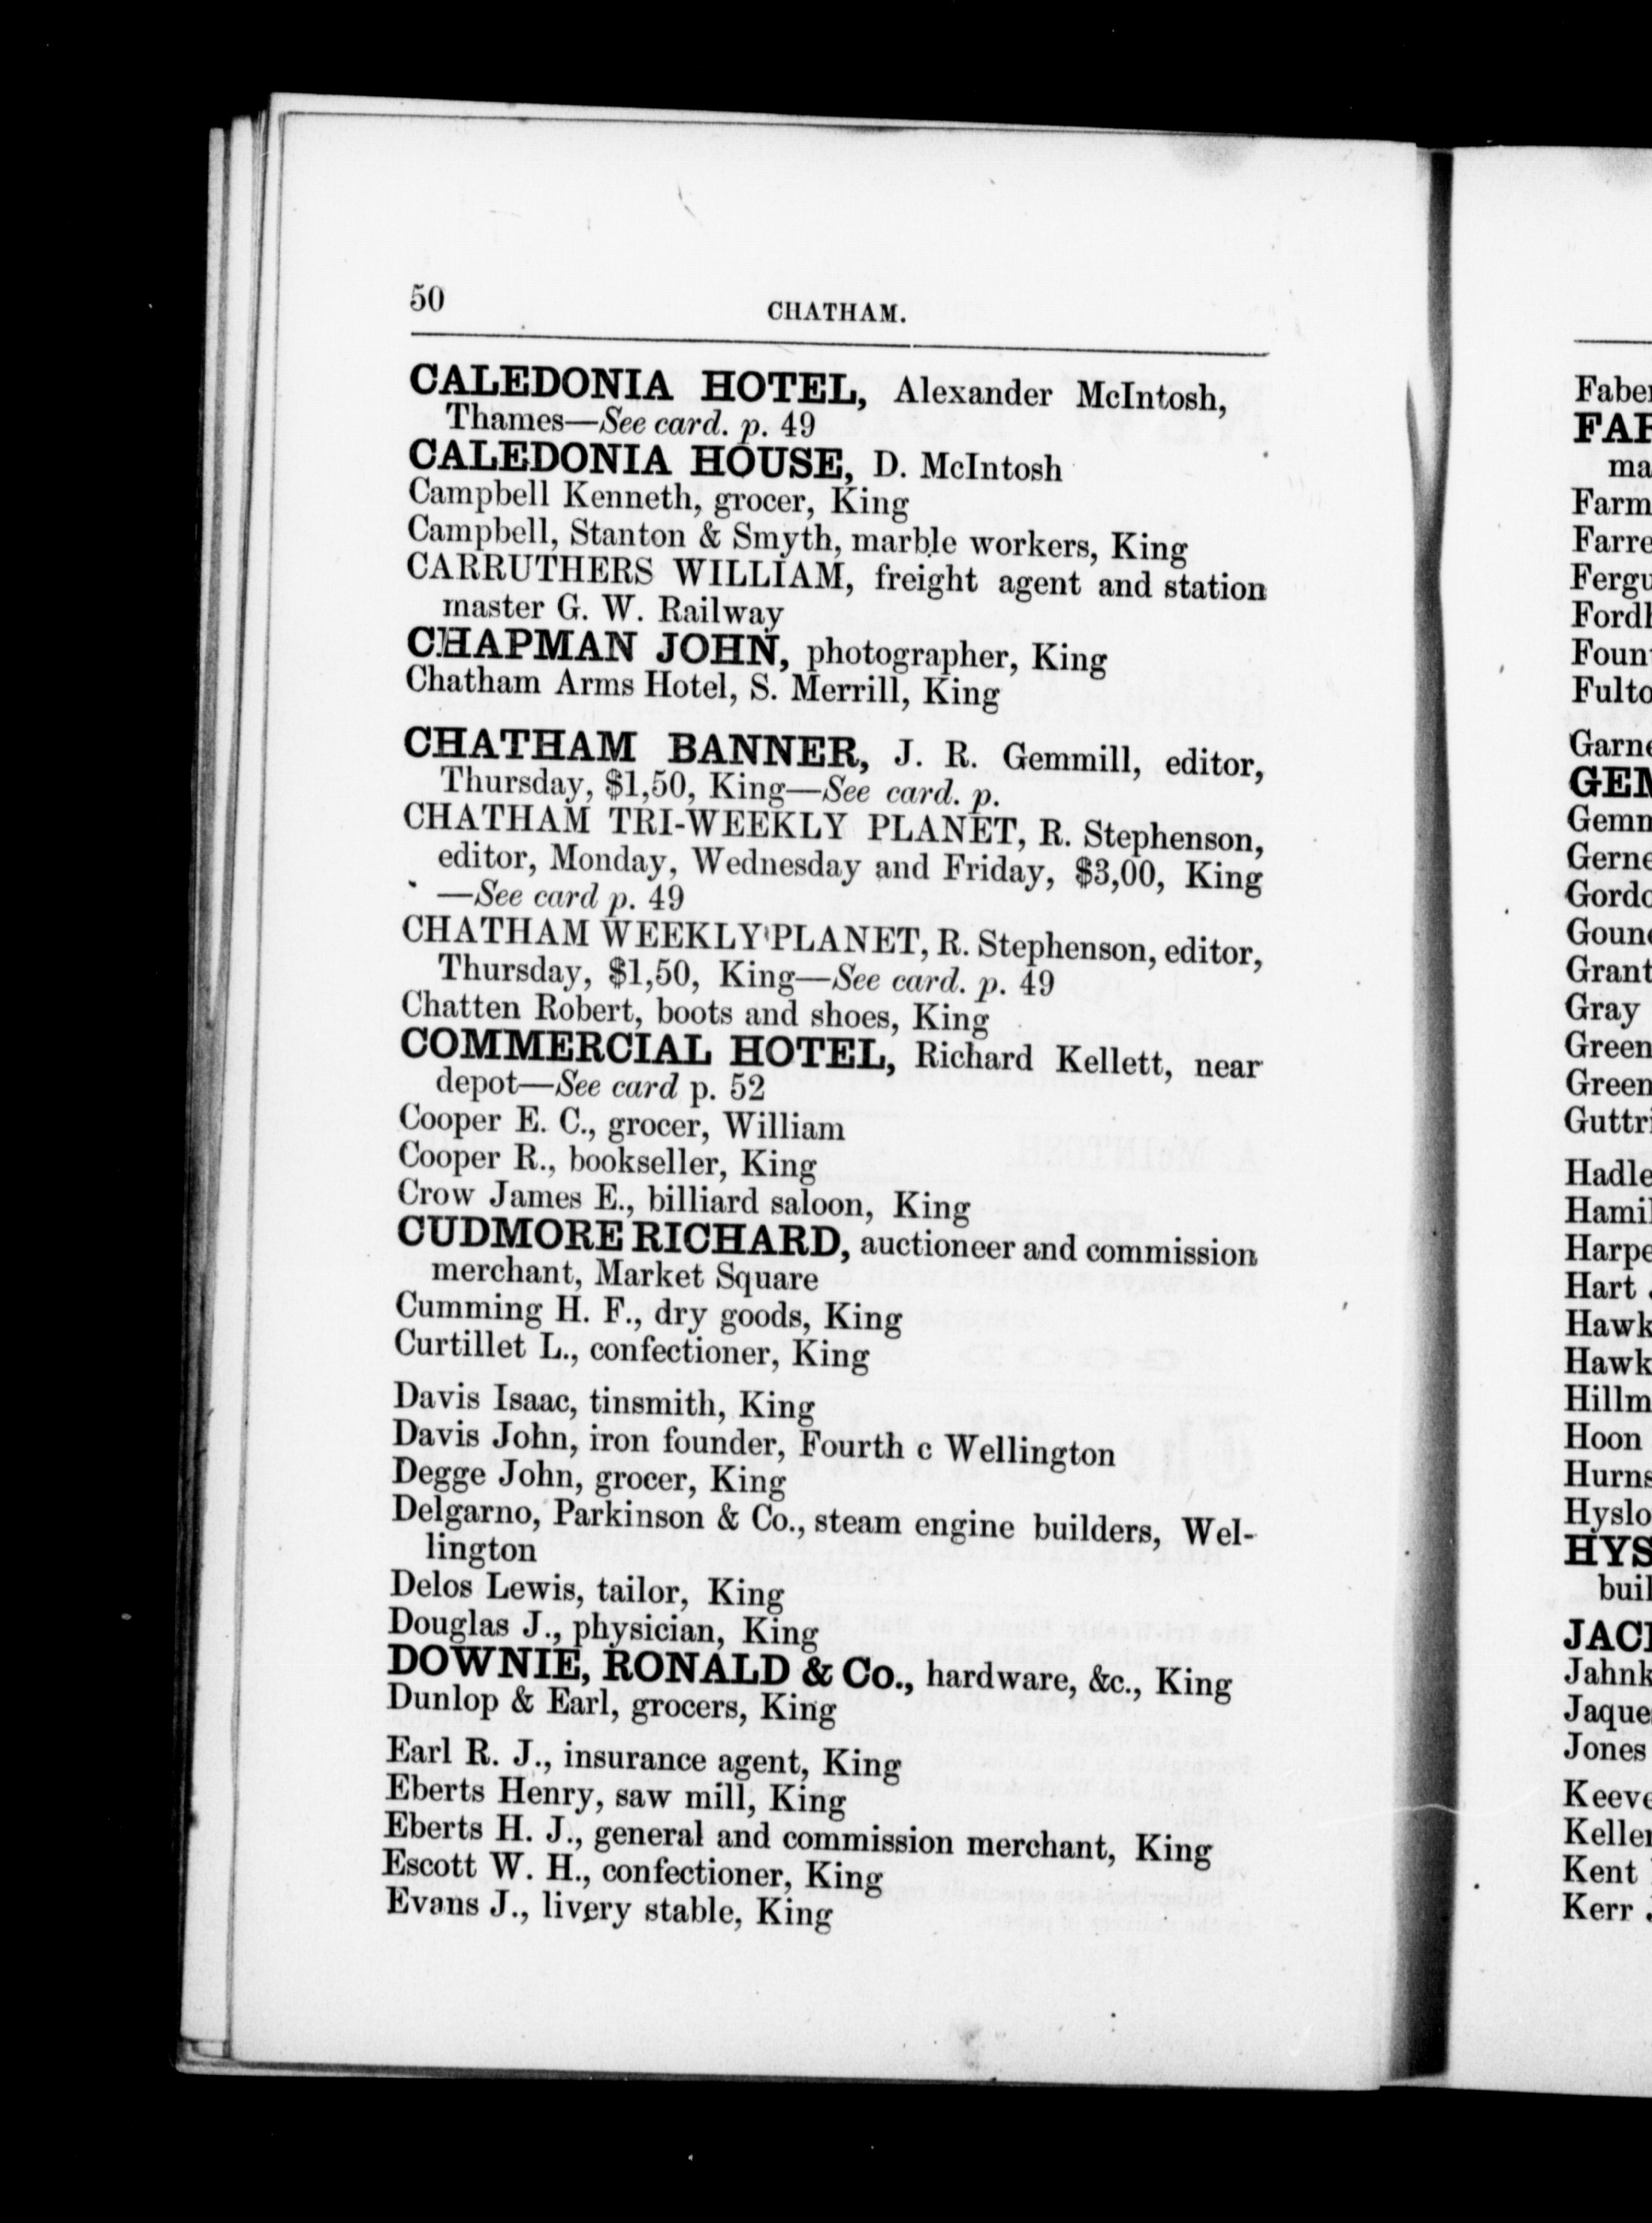 50
CHATHAM.
CALEDONIA HOTEL, Alexander McIntosh,
Thames—See card. p. 49
CALEDONIA HOUSE, D. McIntosh
Campbell Kenneth, grocer, King
Campbell, Stanton & Smyth, marble workers, King
CARRUTHERS WILLIAM, freight agent and station
master G. W. Railway
CHAPMAN JOHN, photographer, King
Chatham Arms Hotel, S. Merrill, King
CHATHAM BANNER, J. R. Gemmill, editor,
Thursday, $1,50, King—See card. p.
CHATHAM TRI-WEEKLY PLANET, R. Stephenson,
editor, Monday, Wednesday and Friday, $3,00, King
—See card p. 49
CHATHAM WEEKLY PLANET, R. Stephenson, editor,
Thursday, $1,50, King—See card. p. 49
Chatten Robert, boots and shoes, King
COMMERCIAL HOTEL, Richard Kellett, near
depot—See card p. 52
Cooper E. C., grocer, William
Cooper R., bookseller, King
Crow James E., billiard saloon, King
CUDMORE RICHARD, auctioneer and commission
merchant, Market Square
Cumming H. F., dry goods, King
Curtillet L., confectioner, King
Davis Isaac, tinsmith, King
Davis John, iron founder, Fourth c Wellington
Degge John, grocer, King
Delgarno, Parkinson & Co., steam engine builders, Wel-
lington
Delos Lewis, tailor, King
Douglas J., physician, King
DOWNIE, RONALD & Co., hardware, &c., King
Dunlop & Earl, grocers, King
Earl R. J., insurance agent, King
Eberts Henry, saw mill, King
Eberts H. J., general and commission merchant, King
Escott W. H., confectioner, King
Evans J., livery stable, King
Gray
Green
Green
Hart
Hoon
Jones
Kent
Kerr